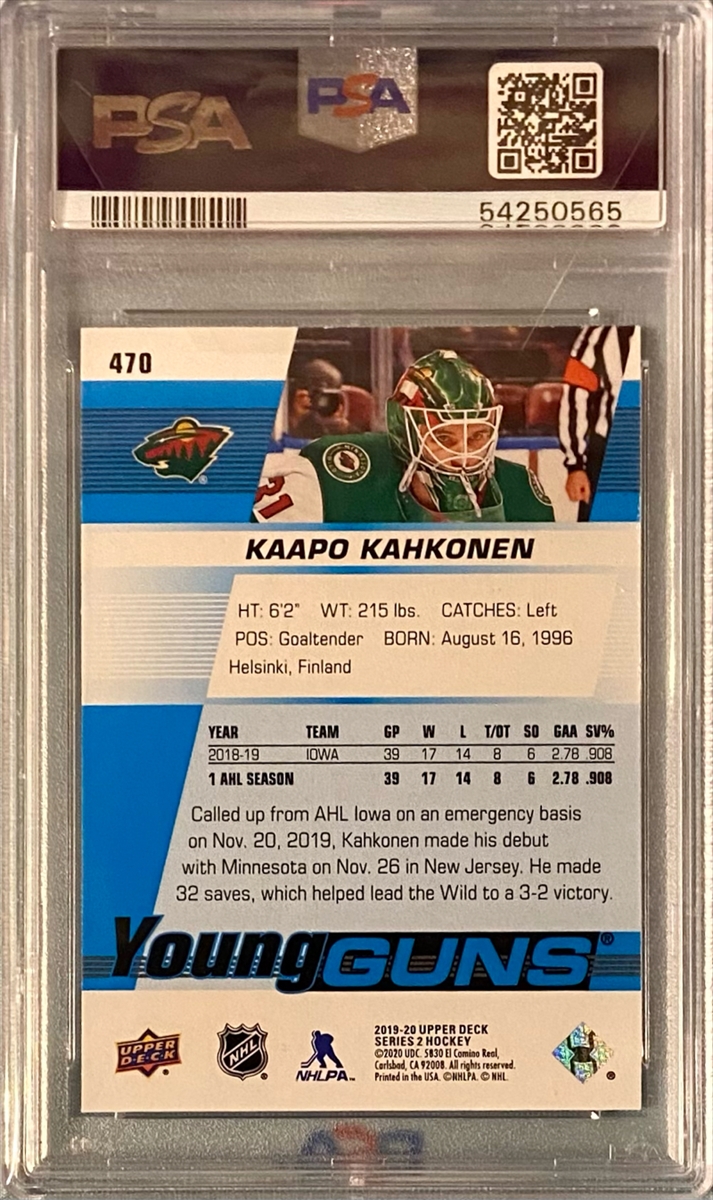 PSA
PSA
54250565
470
31
KAAPO KAHKONEN
HT: 6'2" WT: 215 lbs. CATCHES: Left
POS: Goaltender BORN: August 16, 1996
Helsinki, Finland
YEAR TEAM GP W L T/OT SO GAA SV%
2018-19 IOWA 39 17 14 8 6 2.78 .908
1 AHL SEASON 39 17 14 8 6 2.78 .908
Called up from AHL Iowa on an emergency basis
on Nov. 20, 2019, Kahkonen made his debut
with Minnesota on Nov. 26 in New Jersey. He made
32 saves, which helped lead the Wild to a 3-2 victory.
Young GUNS®
UPPER
DECK
NHL
NHLPA
2019-20 UPPER DECK
SERIES 2 HOCKEY
©2020 UDC. 5830 El Camino Real,
Carlsbad, CA 92008. All rights reserved.
Printed in the USA. ©NHLPA. © NHL.